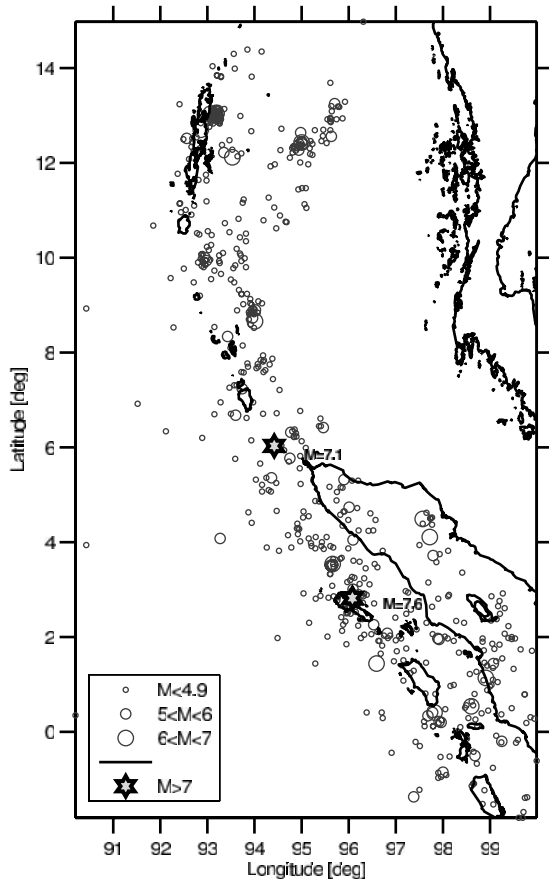 14
12
10
8
6
4
2
0
Latitude [deg]
M=7.1
M=7.6
M<4.9
5<M<6
6<M<7
M>7
91 92 93 94 95 96 97 98 99
Longitude [deg]